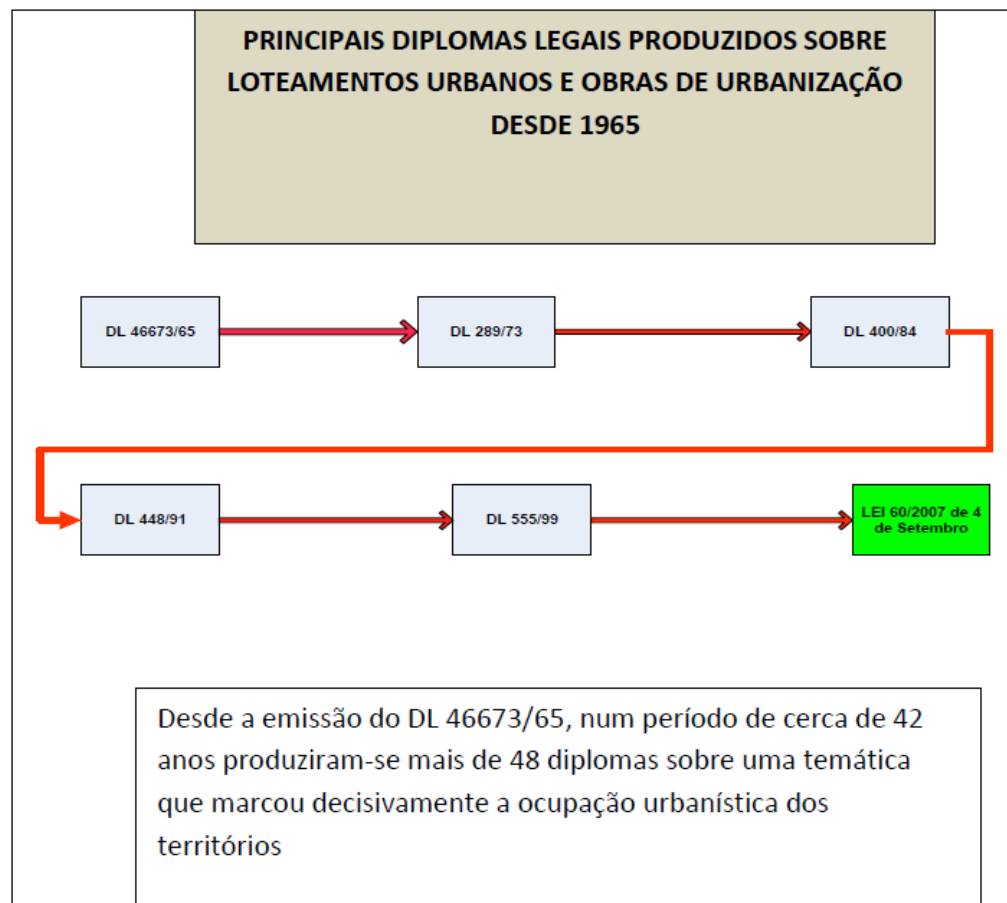 PRINCIPAIS DIPLOMAS LEGAIS PRODUZIDOS SOBRE
LOTEAMENTOS URBANOS E OBRAS DE URBANIZAÇÃO
DESDE 1965
DL 46673/65
DL 289/73
DL 400/84
DL 448/91
DL 555/99
LEI 60/2007 de 4
de Setembro
Desde a emissão do DL 46673/65, num período de cerca de 42
anos produziram-se mais de 48 diplomas sobre uma temática
que marcou decisivamente a ocupação urbanística dos
territórios